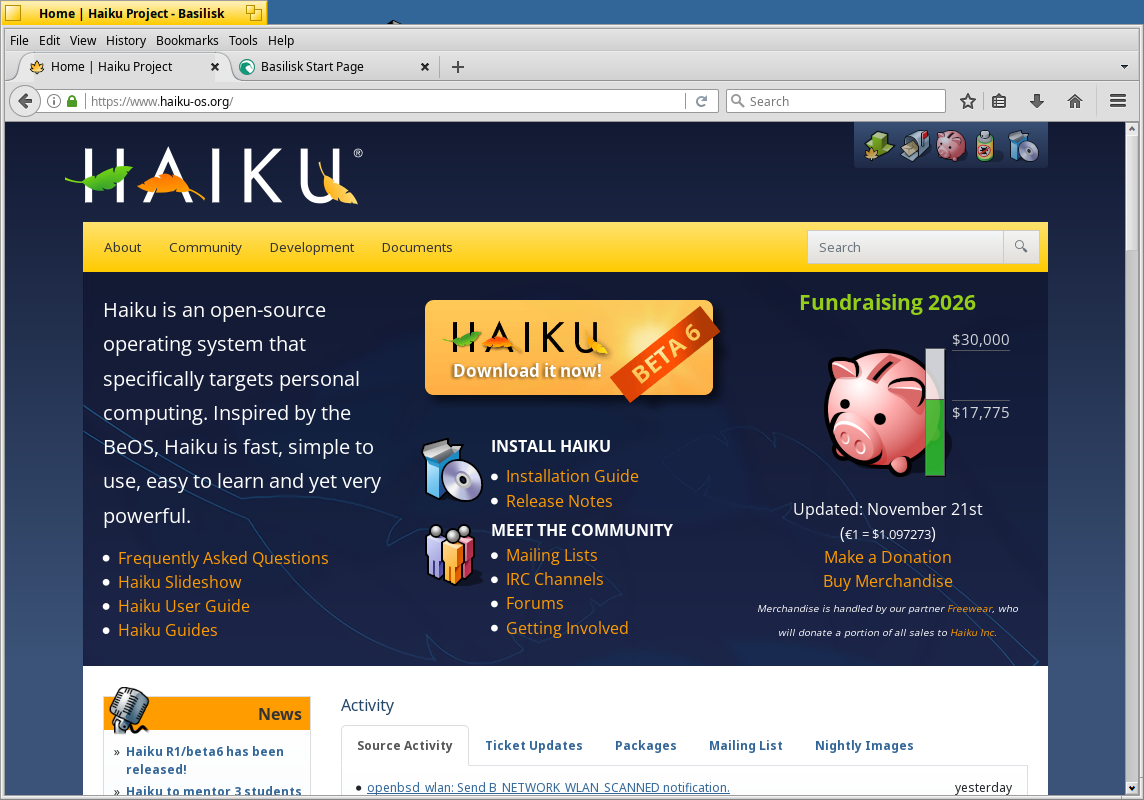 Home | Haiku Project - Basilisk
File Edit View History Bookmarks Tools Help
Home | Haiku Project
Basilisk Start Page
https://www.haiku-os.org/
Search
HAIKU®
About Community Development Documents
Search
Haiku is an open-source
operating system that
specifically targets personal
computing. Inspired by the
BeOS, Haiku is fast, simple to
use, easy to learn and yet very
powerful.
Frequently Asked Questions
Haiku Slideshow
Haiku User Guide
Haiku Guides
HAIKU
Download it now!
BETA 6
INSTALL HAIKU
Installation Guide
Release Notes
MEET THE COMMUNITY
Mailing Lists
IRC Channels
Forums
Getting Involved
Fundraising 2026
$30,000
$17,775
Updated: November 21st
(€1 = $1.097273)
Make a Donation
Buy Merchandise
Merchandise is handled by our partner Freewear, who
will donate a portion of all sales to Haiku Inc.
News
» Haiku R1/beta6 has been
released!
» Haiku to mentor 3 students
Activity
Source Activity Ticket Updates Packages Mailing List Nightly Images
openbsd_wlan: Send B_NETWORK_WLAN_SCANNED notification. yesterday